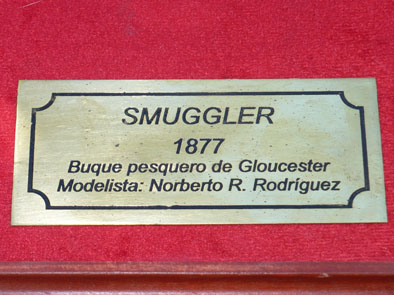 SMUGGLER
1877
Buque pesquero de Gloucester
Modelista: Norberto R. Rodríguez